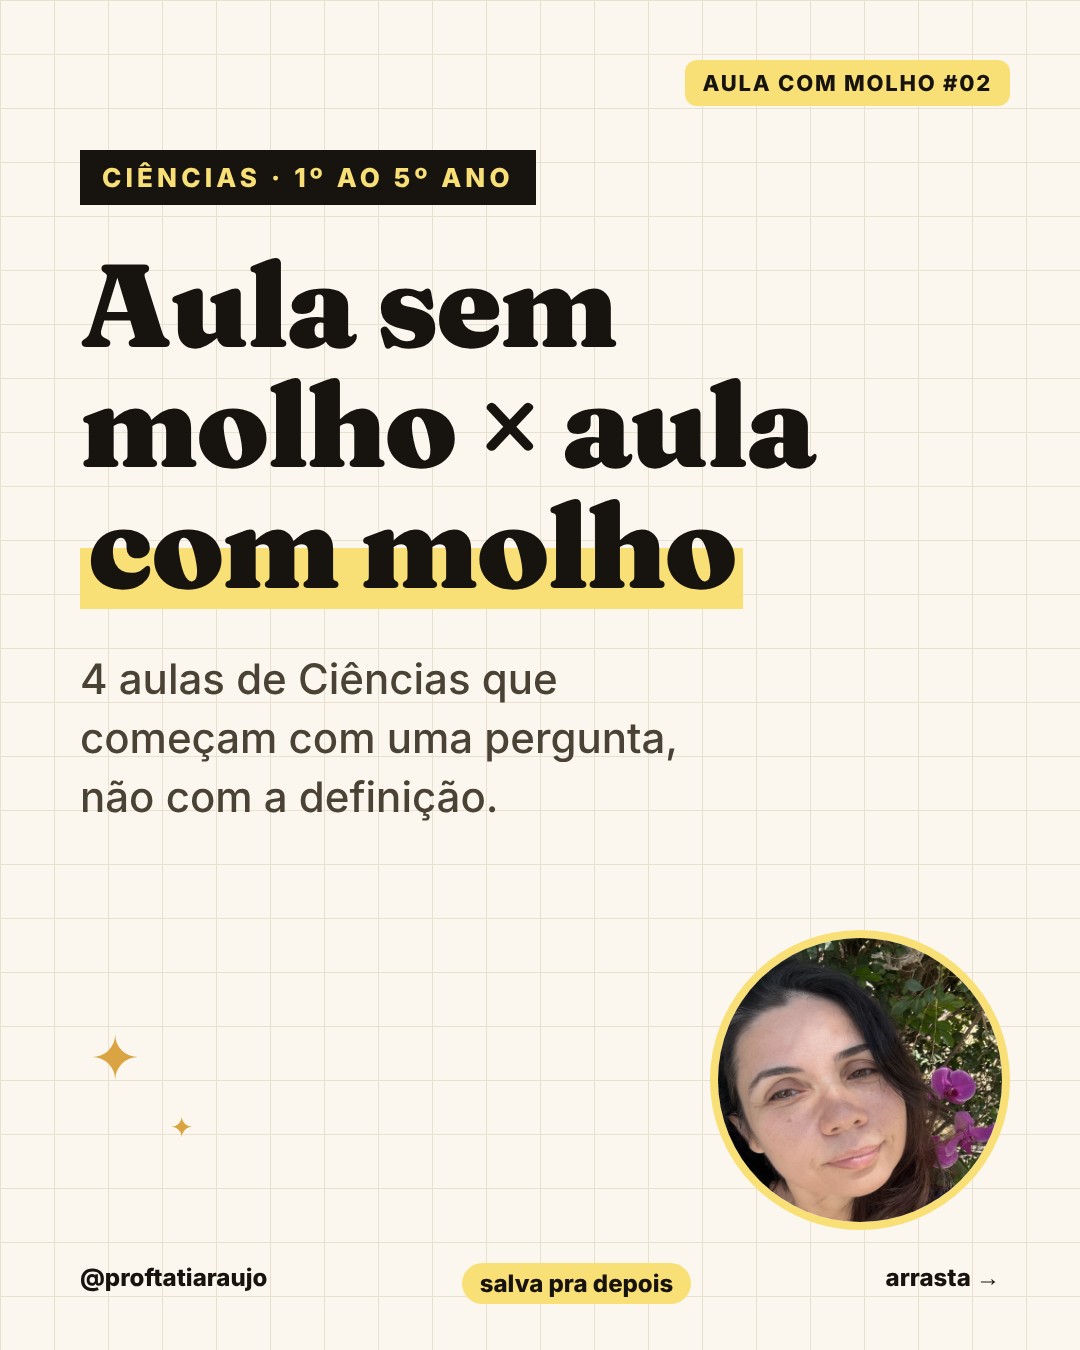 AULA COM MOLHO #02
CIÊNCIAS · 1º AO 5º ANO
Aula sem
molho × aula
com molho
4 aulas de Ciências que
começam com uma pergunta,
não com a definição.
@proftatiaraujo
salva pra depois
arrasta →